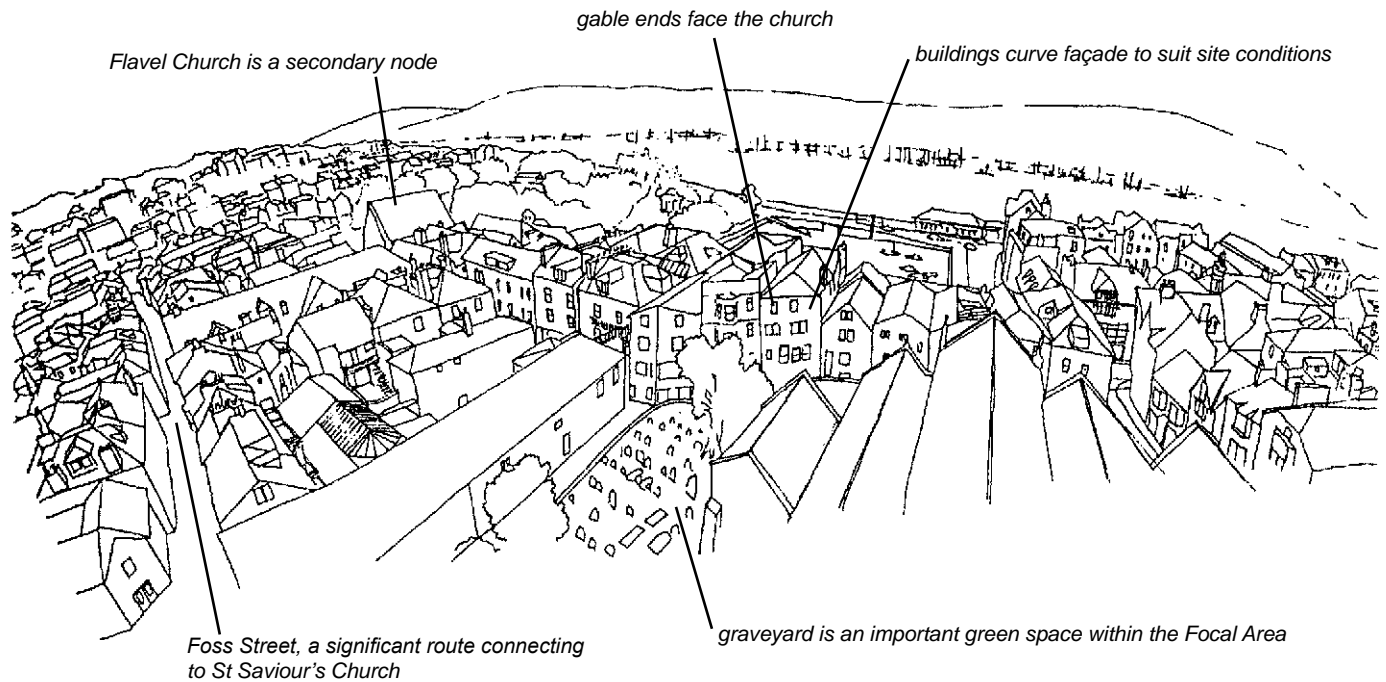 gable ends face the church
Flavel Church is a secondary node
buildings curve façade to suit site conditions
Foss Street, a significant route connecting
to St Saviour's Church
graveyard is an important green space within the Focal Area